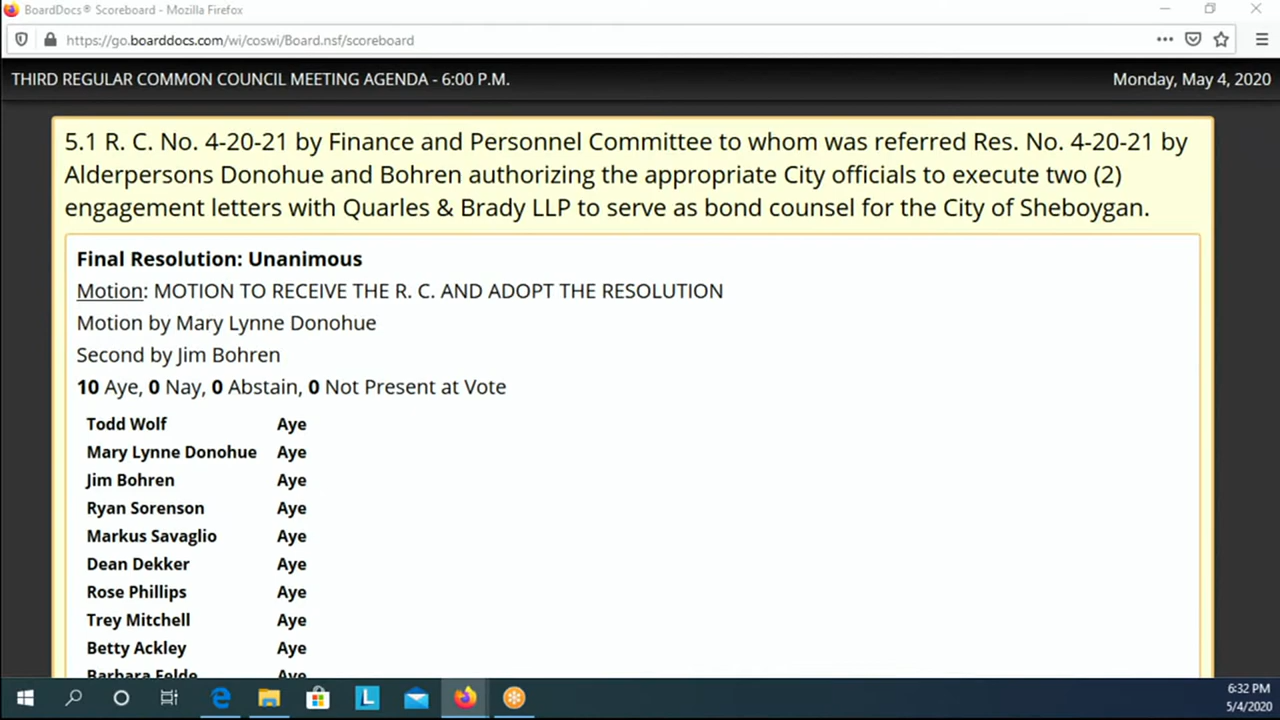 BoardDocs® Scoreboard - Mozilla Firefox
https://go.boarddocs.com/wi/coswi/Board.nsf/scoreboard
THIRD REGULAR COMMON COUNCIL MEETING AGENDA - 6:00 P.M. Monday, May 4, 2020
5.1 R. C. No. 4-20-21 by Finance and Personnel Committee to whom was referred Res. No. 4-20-21 by
Alderpersons Donohue and Bohren authorizing the appropriate City officials to execute two (2)
engagement letters with Quarles & Brady LLP to serve as bond counsel for the City of Sheboygan.
Final Resolution: Unanimous
Motion: MOTION TO RECEIVE THE R. C. AND ADOPT THE RESOLUTION
Motion by Mary Lynne Donohue
Second by Jim Bohren
10 Aye, 0 Nay, 0 Abstain, 0 Not Present at Vote
Todd Wolf Aye
Mary Lynne Donohue Aye
Jim Bohren Aye
Ryan Sorenson Aye
Markus Savaglio Aye
Dean Dekker Aye
Rose Phillips Aye
Trey Mitchell Aye
Betty Ackley Aye
Barbara Felde Aye
L
6:32 PM
5/4/2020